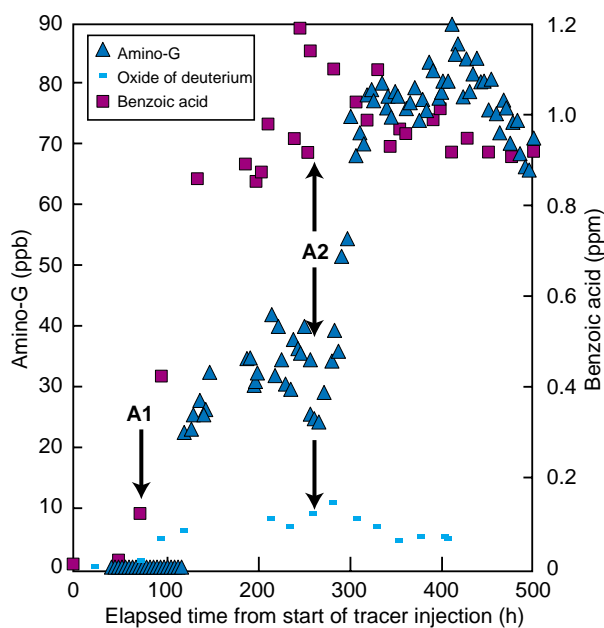 90
80
70
60
50
40
30
20
10
0
Amino-G (ppb)
Amino-G
Oxide of deuterium
Benzoic acid
A1
A2
1.2
1.0
0.8
0.6
0.4
0.2
0
Benzoic acid (ppm)
0 100 200 300 400 500
Elapsed time from start of tracer injection (h)